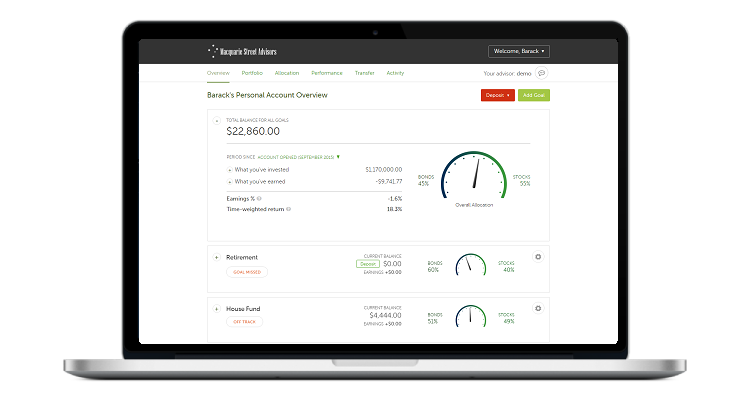 Macquarie Street Advisors
Welcome, Barack
Overview Portfolio Allocation Performance Transfer Activity
Your advisor: demo
Barack's Personal Account Overview
Deposit
Add Goal
TOTAL BALANCE FOR ALL GOALS
$22,860.00
PERIOD SINCE ACCOUNT OPENED (SEPTEMBER 2015)
What you've invested $1,170,000.00
What you've earned -$9,741.77
Earnings % -1.6%
Time-weighted return 18.3%
BONDS
45%
STOCKS
55%
Overall Allocation
Retirement
GOAL MISSED
CURRENT BALANCE
Deposit $0.00
EARNINGS +$0.00
BONDS
60%
STOCKS
40%
House Fund
OFF TRACK
CURRENT BALANCE
$4,444.00
EARNINGS +$0.00
BONDS
51%
STOCKS
49%